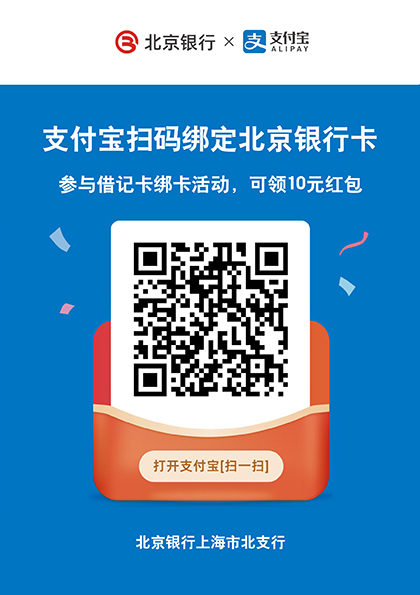 北京银行 × 支付宝
ALIPAY
支付宝扫码绑定北京银行卡
参与借记卡绑卡活动，可领10元红包
打开支付宝[扫一扫]
北京银行上海市北支行